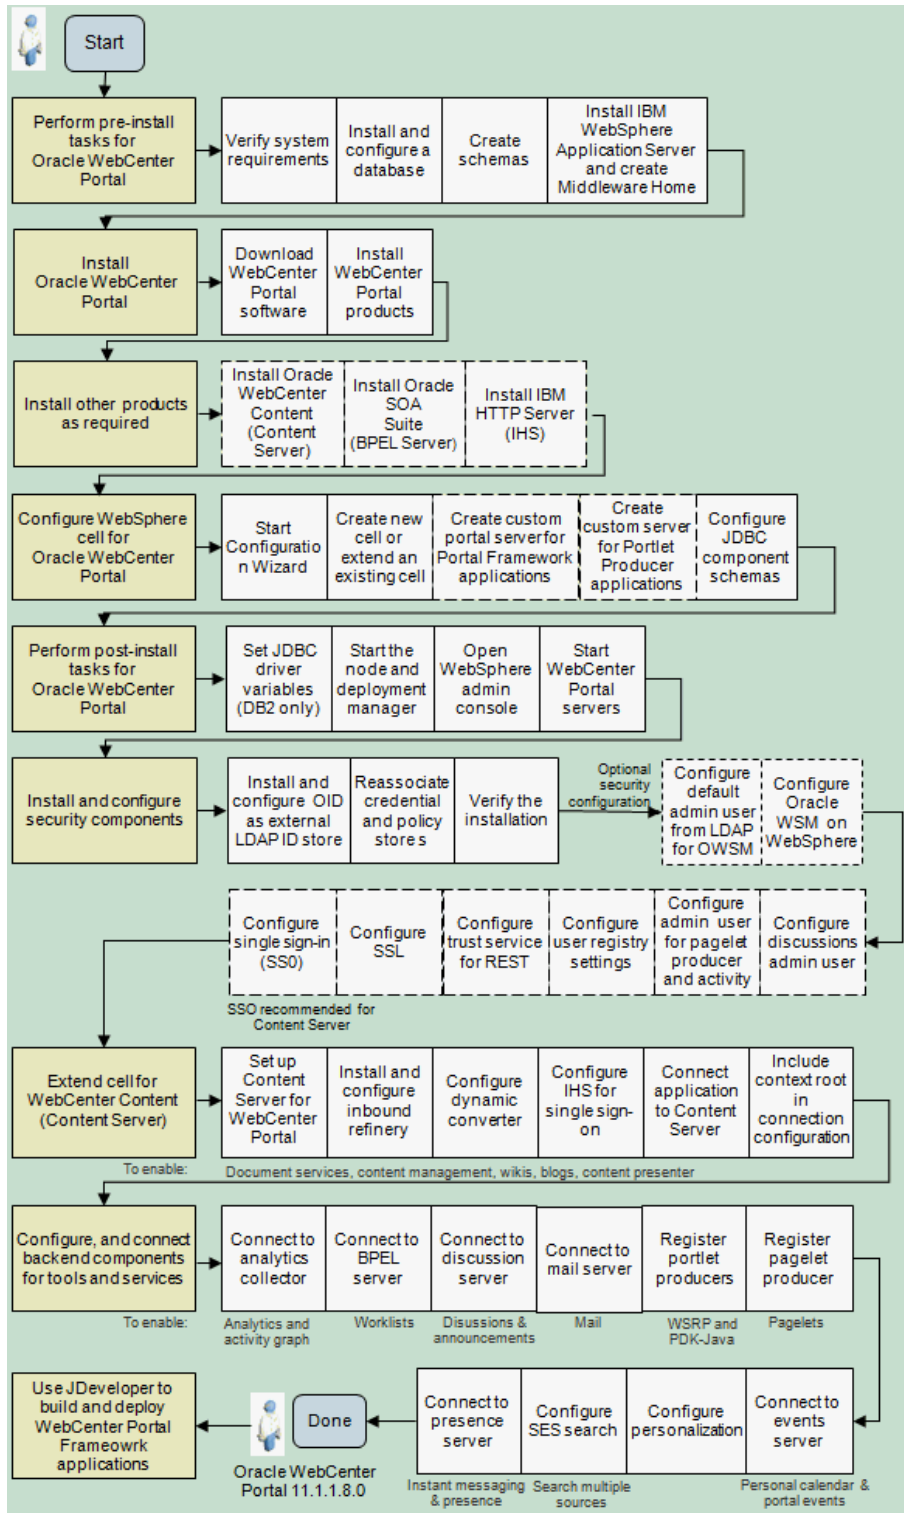 Start
Perform pre-install
tasks for
Oracle WebCenter
Portal
Verify system
requirements
Install and
configure a
database
Create
schemas
Install IBM
WebSphere
Application Server
and create
Middleware Home
Install
Oracle WebCenter
Portal
Download
WebCenter
Portal
software
Install
WebCenter
Portal
products
Install other products
as required
Install Oracle
WebCenter
Content
(Content
Server)
Install Oracle
SOA
Suite
(BPEL Server)
Install IBM
HTTP Server
(IHS)
Configure WebSphere
cell for
Oracle WebCenter
Portal
Start
Configuratio
n Wizard
Create new
cell or
extend an
existing cell
Create custom
portal server for
Portal Framework
applications
Create
custom server
for Portlet
Producer
applications
Configure
JDBC
component
schemas
Perform post-install
tasks for
Oracle WebCenter
Portal
Set JDBC
driver
variables
(DB2 only)
Start the
node and
deployment
manager
Open
WebSphere
admin
console
Start
WebCenter
Portal
servers
Install and configure
security components
Install and
configure OID
as external
LDAP ID store
Reassociate
credential
and policy
stores
Verify the
installation
Optional
security
configuration
Configure
default
admin user
from LDAP
for OWSM
Configure
Oracle
WSM on
WebSphere
Configure
single sign-in
(SS0)
Configure
SSL
Configure
trust service
for REST
Configure
user registry
settings
Configure
admin user
for pagelet
producer
and activity
Configure
discussions
admin user
SSO recommended for
Content Server
Extend cell for
WebCenter Content
(Content Server)
Set up
Content
Server for
WebCenter
Portal
Install and
configure
inbound
refinery
Configure
dynamic
converter
Configure
IHS for
single sign-
on
Connect
application
to Content
Server
Include
context root
in
connection
configuration
To enable:
Document services, content management, wikis, blogs, content presenter
Configure, and connect
backend components
for tools and services
Connect to
analytics
collector
Connect to
BPEL
server
Connect to
discussion
server
Connect to
mail server
Register
portlet
producers
Register
pagelet
producer
To enable:
Analytics and
activity graph
Worklists
Disussions &
announcements
Mail
WSRP and
PDK-Java
Pagelets
Use JDeveloper to
build and deploy
WebCenter Portal
Frameowrk
applications
Done
Oracle WebCenter
Portal 11.1.1.8.0
Connect to
presence
server
Configure
SES search
Configure
personalization
Connect to
events
server
Instant messaging
& presence
Search multiple
sources
Personal calendar &
portal events